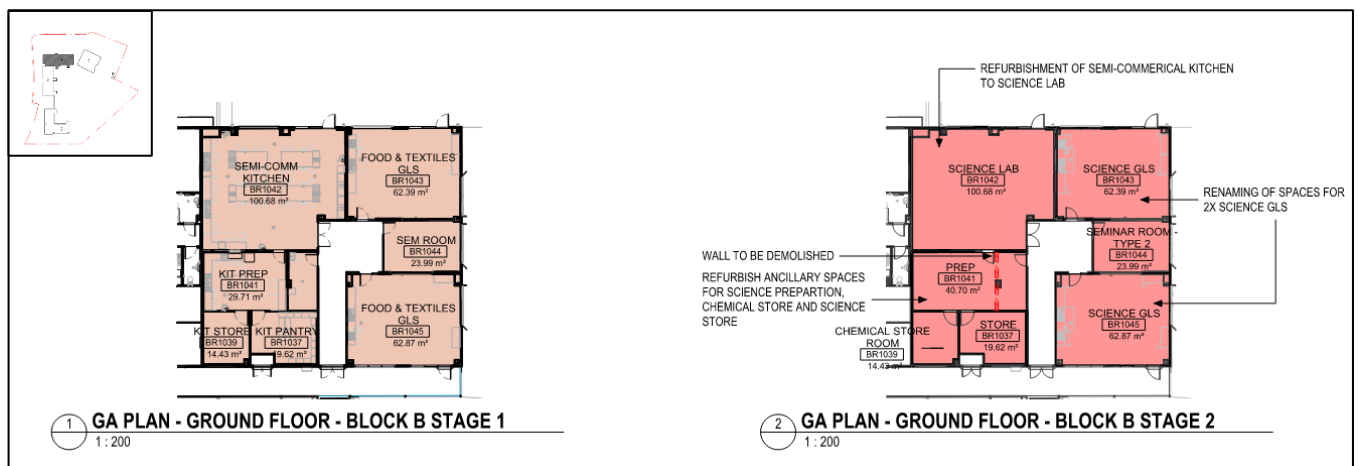 SEMI-COMM
KITCHEN
BR1042
100.68 m²
FOOD & TEXTILES
GLS
BR1043
62.39 m²
SEM ROOM
BR1044
23.99 m²
KIT PREP
BR1041
29.71 m²
FOOD & TEXTILES
GLS
BR1045
62.87 m²
KIT STORE
BR1039
14.43 m²
KIT PANTRY
BR1037
19.62 m²
1
GA PLAN - GROUND FLOOR - BLOCK B STAGE 1
1 : 200
REFURBISHMENT OF SEMI-COMMERICAL KITCHEN
TO SCIENCE LAB
SCIENCE LAB
BR1042
100.68 m²
SCIENCE GLS
BR1043
62.39 m²
RENAMING OF SPACES FOR
2X SCIENCE GLS
SEMINAR ROOM -
TYPE 2
BR1044
23.99 m²
WALL TO BE DEMOLISHED
REFURBISH ANCILLARY SPACES
FOR SCIENCE PREPARTION,
CHEMICAL STORE AND SCIENCE
STORE
PREP
BR1041
40.70 m²
SCIENCE GLS
BR1045
62.87 m²
CHEMICAL STORE
ROOM
BR1039
14.43 m²
STORE
BR1037
19.62 m²
2
GA PLAN - GROUND FLOOR - BLOCK B STAGE 2
1 : 200